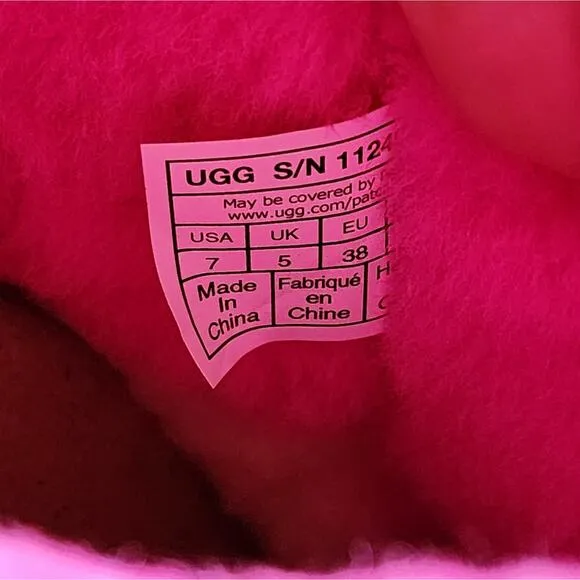 UGG S/N 1124
May be covered by
www.ugg.com/pat
USA UK EU
7 5 38
Made In China
Fabriqué en Chine